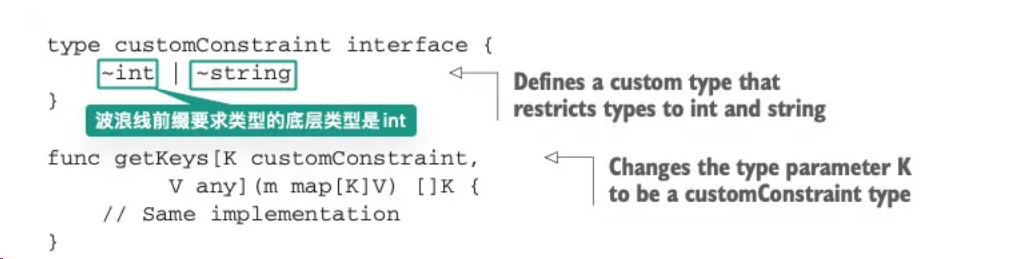 type customConstraint interface {
~int | ~string
}
Defines a custom type that
restricts types to int and string
波浪线前缀要求类型的底层类型是int
func getKeys[K customConstraint,
V any](m map[K]V) []K {
// Same implementation
}
Changes the type parameter K
to be a customConstraint type